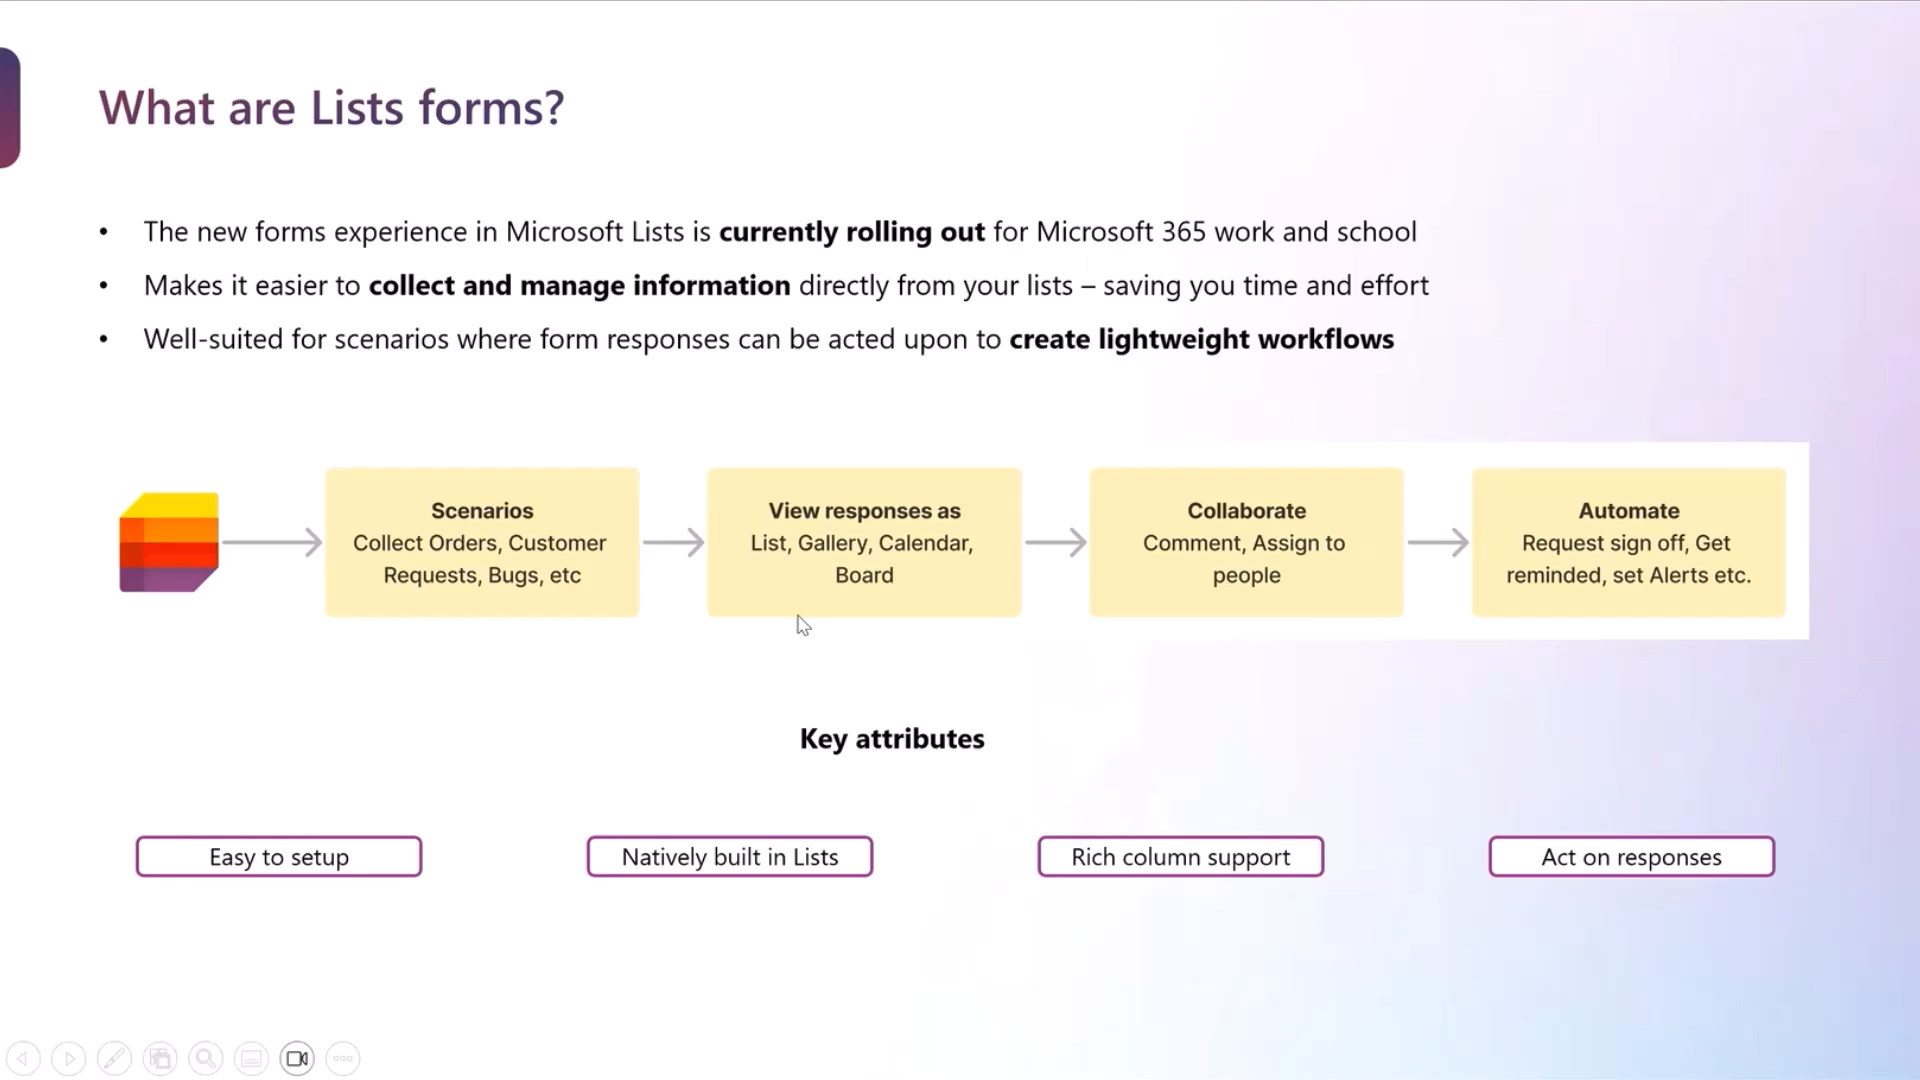 What are Lists forms?
• The new forms experience in Microsoft Lists is currently rolling out for Microsoft 365 work and school
• Makes it easier to collect and manage information directly from your lists – saving you time and effort
• Well-suited for scenarios where form responses can be acted upon to create lightweight workflows
Scenarios
Collect Orders, Customer
Requests, Bugs, etc
View responses as
List, Gallery, Calendar,
Board
Collaborate
Comment, Assign to
people
Automate
Request sign off, Get
reminded, set Alerts etc.
Key attributes
Easy to setup
Natively built in Lists
Rich column support
Act on responses